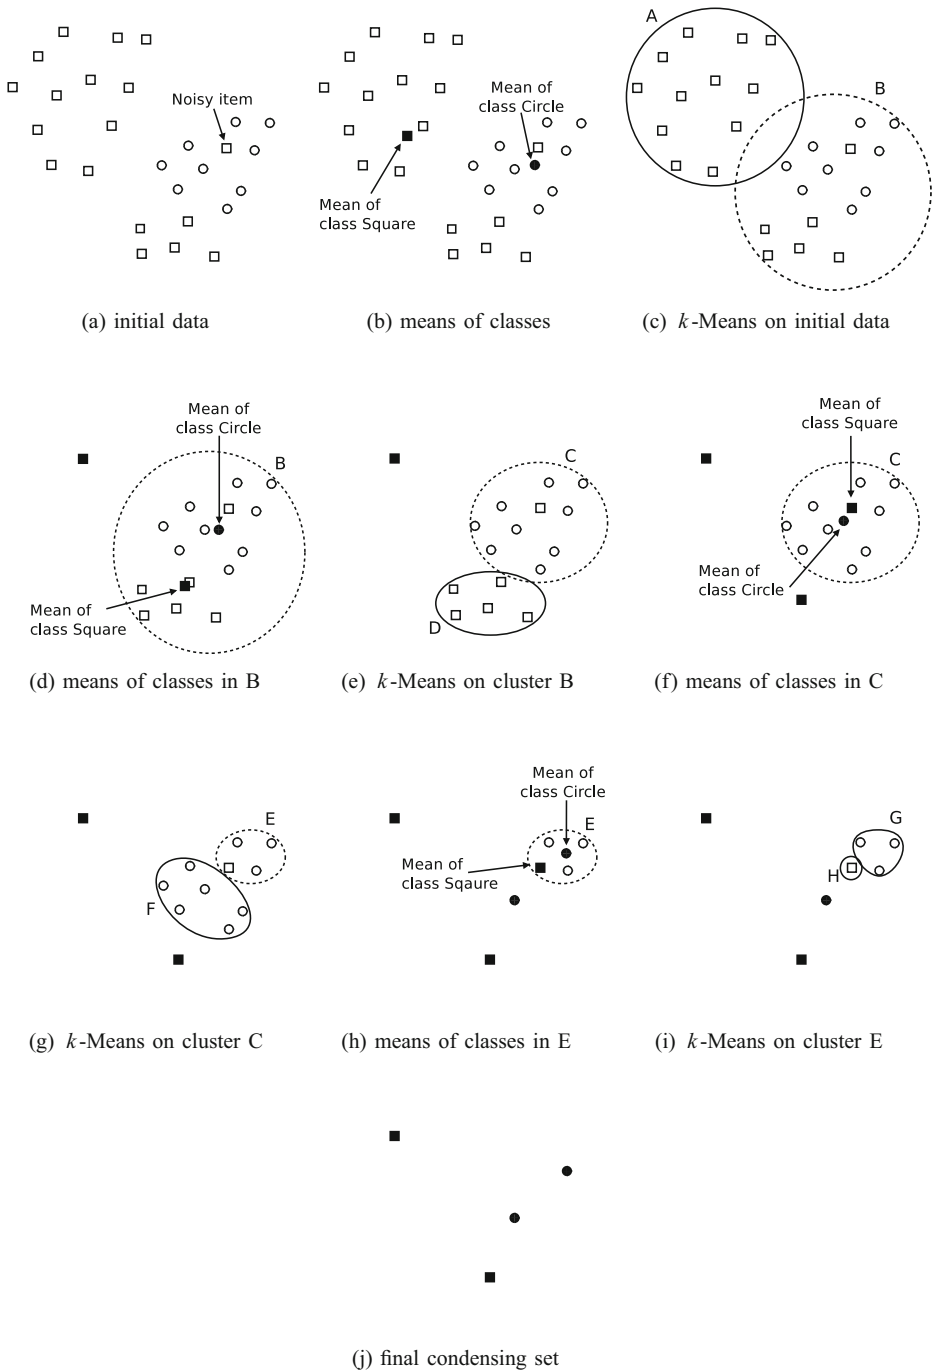 Noisy item
(a) initial data
Mean of
class Circle
Mean of
class Square
(b) means of classes
A
B
(c) k-Means on initial data
Mean of
class Circle
B
Mean of
class Square
(d) means of classes in B
C
D
(e) k-Means on cluster B
Mean of
class Square
C
Mean of
class Circle
(f) means of classes in C
E
F
(g) k-Means on cluster C
Mean of
class Circle
E
Mean of
class Sqaure
(h) means of classes in E
G
H
(i) k-Means on cluster E
(j) final condensing set